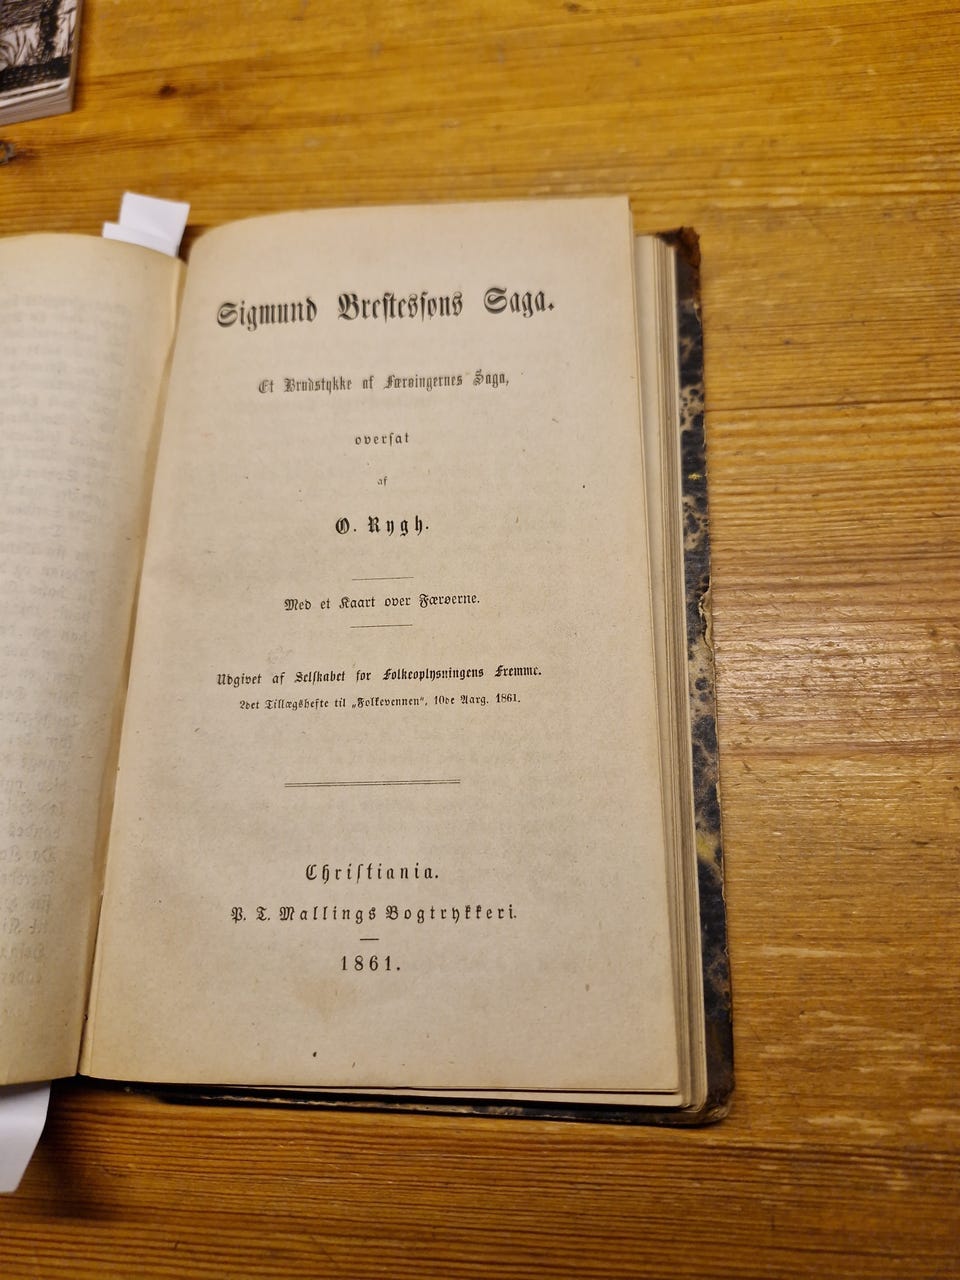 Sigmund Brestessøns Saga.
Et Brudstykke af Færøingernes Saga,
oversat
af
O. Rygh.
Med et Kaart over Færøerne.
Udgivet af Selskabet for Folkeoplysningens Fremme.
2det Tillægshefte til „Folkevennen“, 10de Aarg. 1861.
Christiania.
P. T. Mallings Bogtrykkeri.
1861.